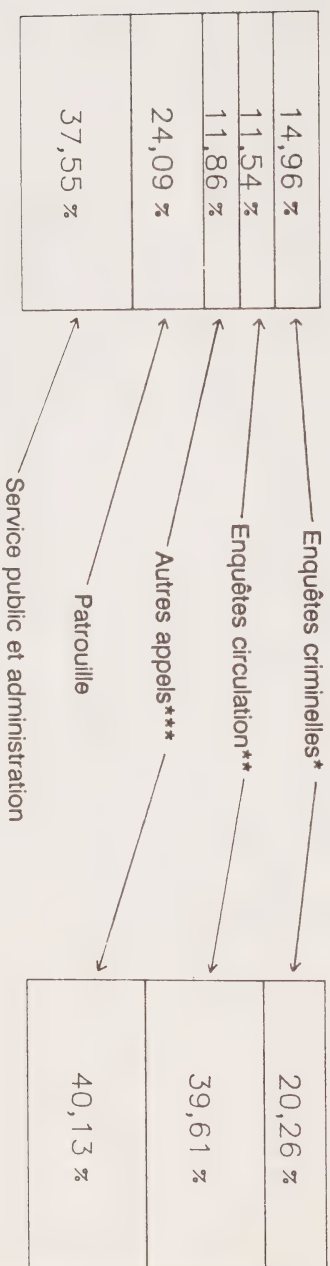 14,96 %
11,54 %
11,86 %
24,09 %
37,55 %
Enquêtes criminelles*
Enquêtes circulation**
Autres appels***
Patrouille
Service public et administration
20,26 %
39,61 %
40,13 %